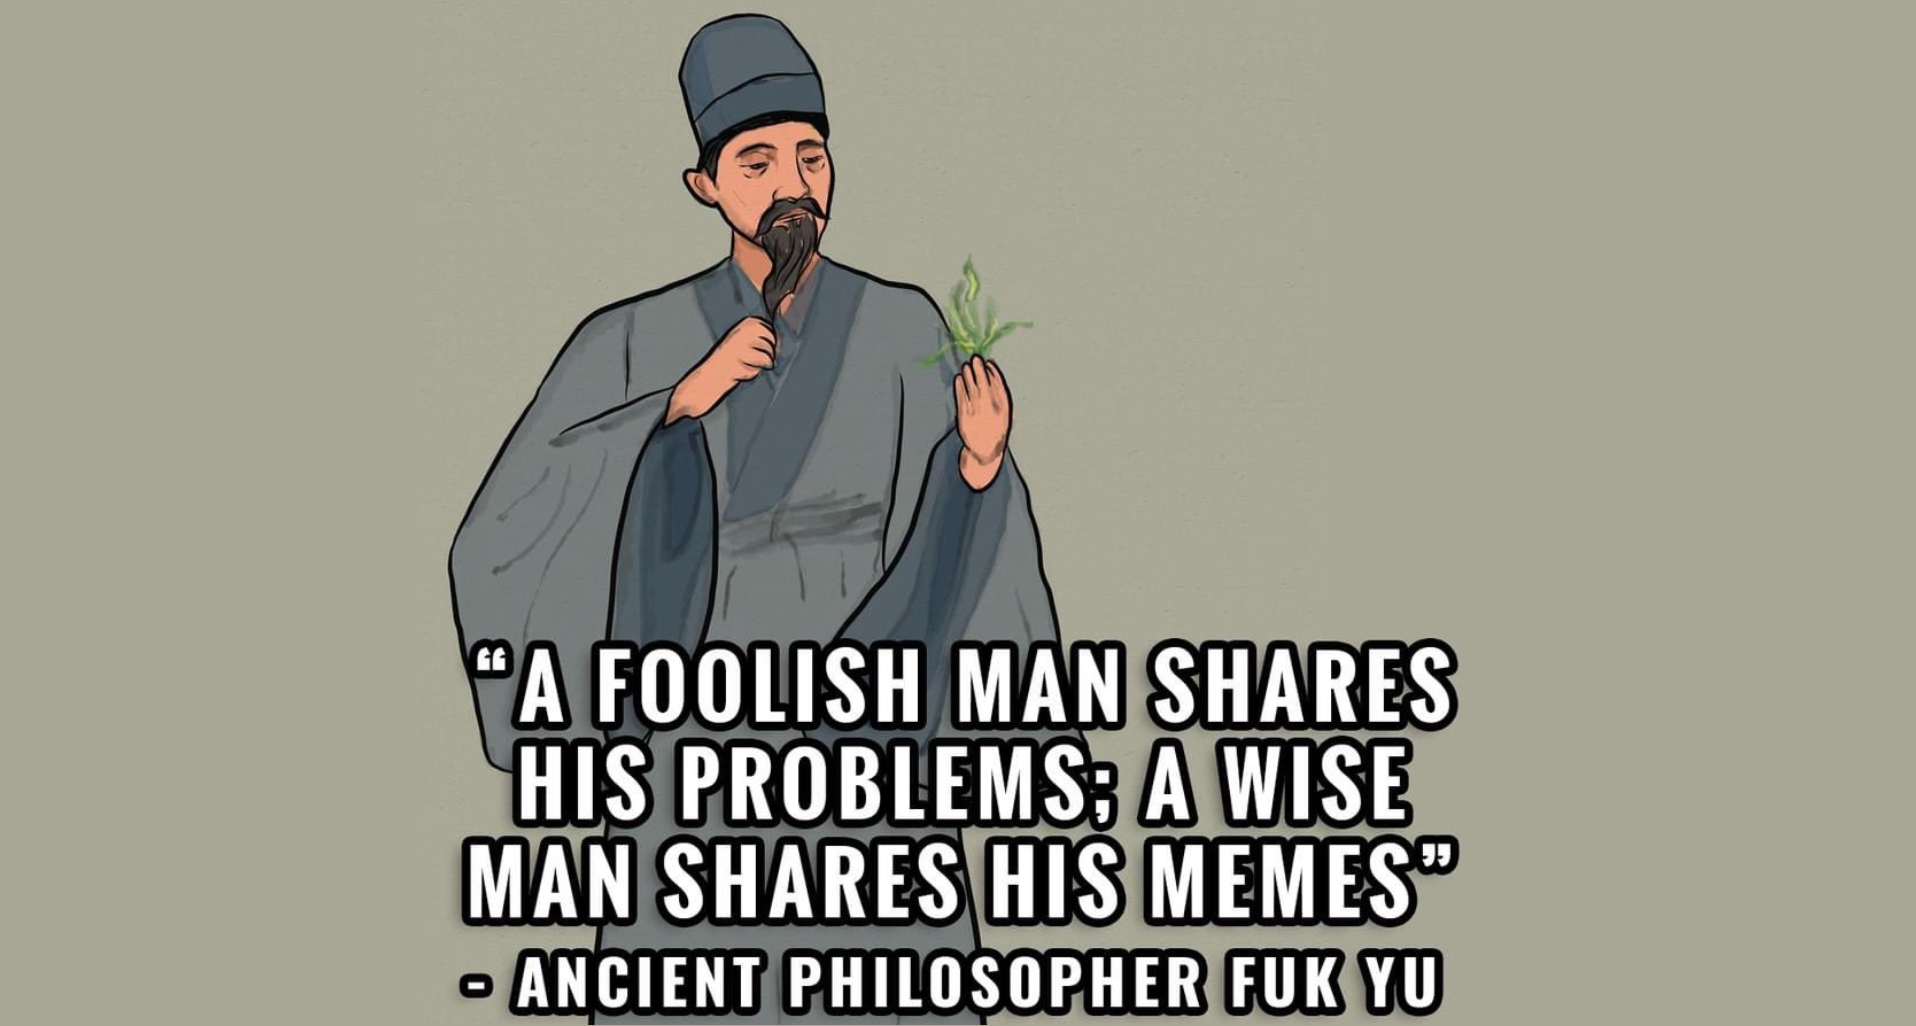 “A FOOLISH MAN SHARES
HIS PROBLEMS; A WISE
MAN SHARES HIS MEMES”
- ANCIENT PHILOSOPHER FUK YU